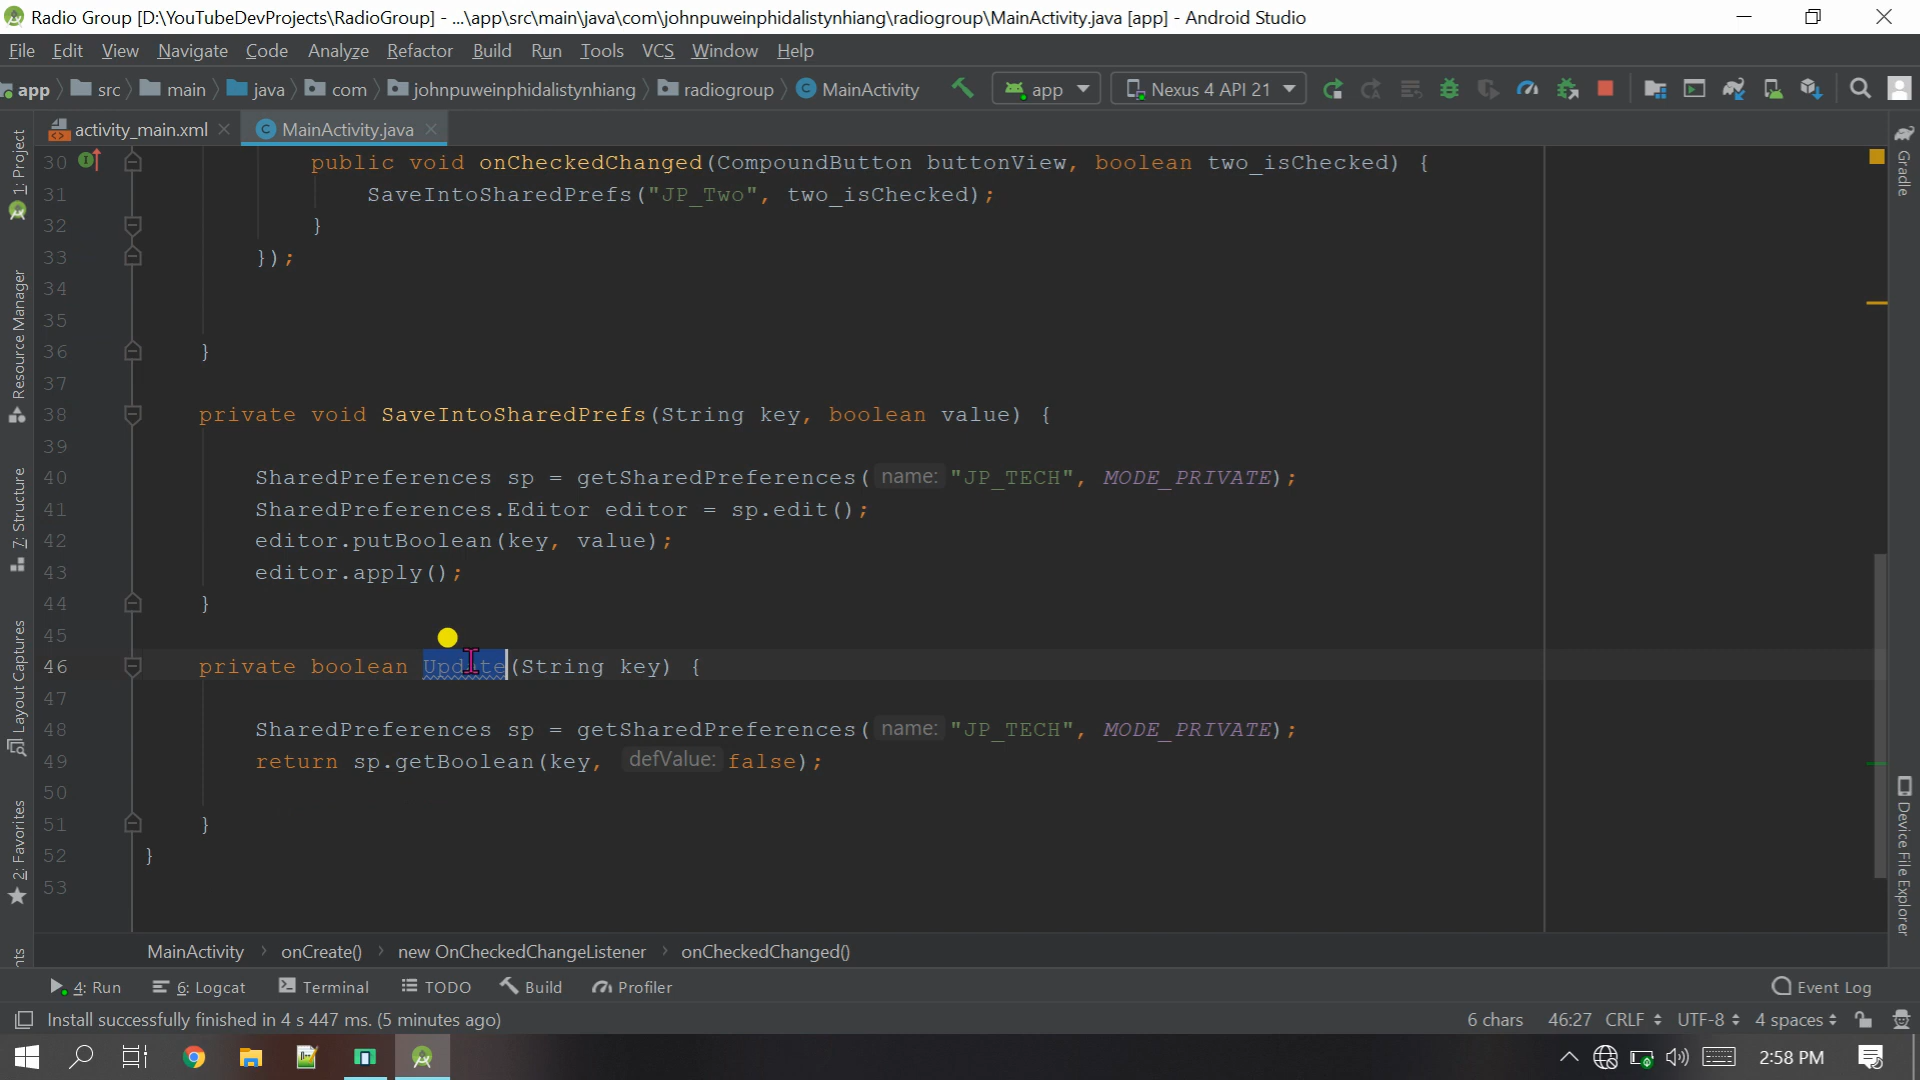 Radio Group [D:\YouTubeDevProjects\RadioGroup] - ...\app\src\main\java\com\johnpuweinphidalistynhiang\radiogroup\MainActivity.java [app] - Android Studio
File Edit View Navigate Code Analyze Refactor Build Run Tools VCS Window Help
app src main java com johnpuweinphidalistynhiang radiogroup MainActivity app Nexus 4 API 21
activity_main.xml MainActivity.java
1: Project
Resource Manager
7: Structure
Layout Captures
2: Favorites
nts
30 public void onCheckedChanged(CompoundButton buttonView, boolean two_isChecked) {
31 SaveIntoSharedPrefs("JP_Two", two_isChecked);
32 }
33 });
34
35
36 }
37
38 private void SaveIntoSharedPrefs(String key, boolean value) {
39
40 SharedPreferences sp = getSharedPreferences( name: "JP_TECH", MODE_PRIVATE);
41 SharedPreferences.Editor editor = sp.edit();
42 editor.putBoolean(key, value);
43 editor.apply();
44 }
45
46 private boolean Update(String key) {
47
48 SharedPreferences sp = getSharedPreferences( name: "JP_TECH", MODE_PRIVATE);
49 return sp.getBoolean(key, defValue: false);
50
51 }
52 }
53
Gradle
Device File Explorer
MainActivity onCreate() new OnCheckedChangeListener onCheckedChanged()
4: Run 6: Logcat Terminal TODO Build Profiler Event Log
Install successfully finished in 4 s 447 ms. (5 minutes ago) 6 chars 46:27 CRLF UTF-8 4 spaces
2:58 PM